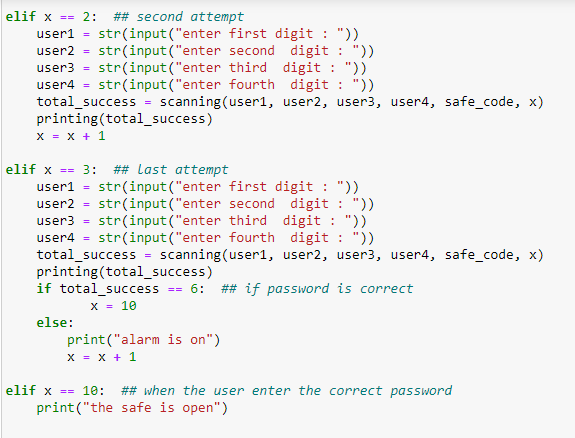 elif x == 2:  ## second attempt
    user1 = str(input("enter first digit : "))
    user2 = str(input("enter second  digit : "))
    user3 = str(input("enter third  digit : "))
    user4 = str(input("enter fourth  digit : "))
    total_success = scanning(user1, user2, user3, user4, safe_code, x)
    printing(total_success)
    x = x + 1

elif x == 3:  ## last attempt
    user1 = str(input("enter first digit : "))
    user2 = str(input("enter second  digit : "))
    user3 = str(input("enter third  digit : "))
    user4 = str(input("enter fourth  digit : "))
    total_success = scanning(user1, user2, user3, user4, safe_code, x)
    printing(total_success)
    if total_success == 6:  ## if password is correct
           x = 10
    else:
        print("alarm is on")
        x = x + 1

elif x == 10:  ## when the user enter the correct password
    print("the safe is open")